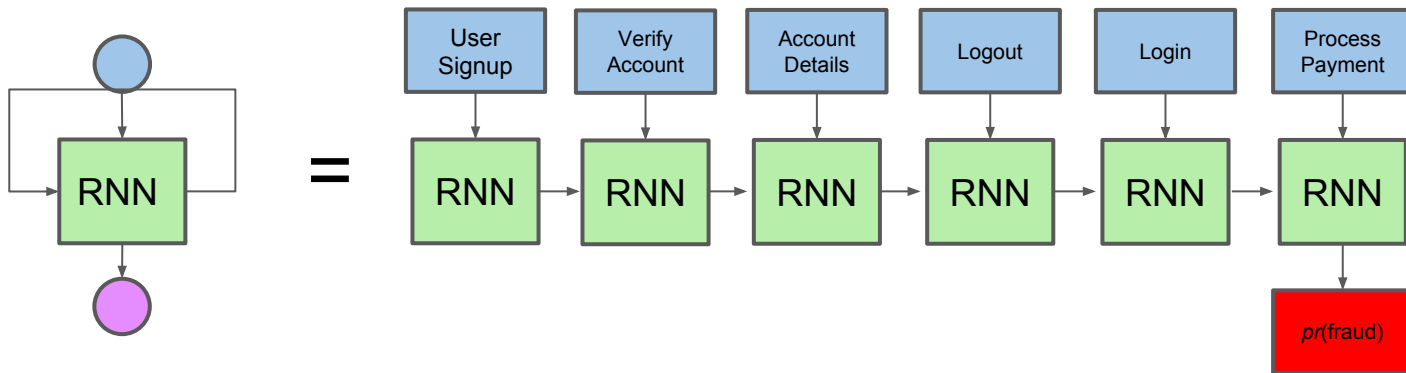 User
Signup
Verify
Account
Account
Details
Logout
Login
Process
Payment
RNN
=
RNN
RNN
RNN
RNN
RNN
RNN
pr(fraud)